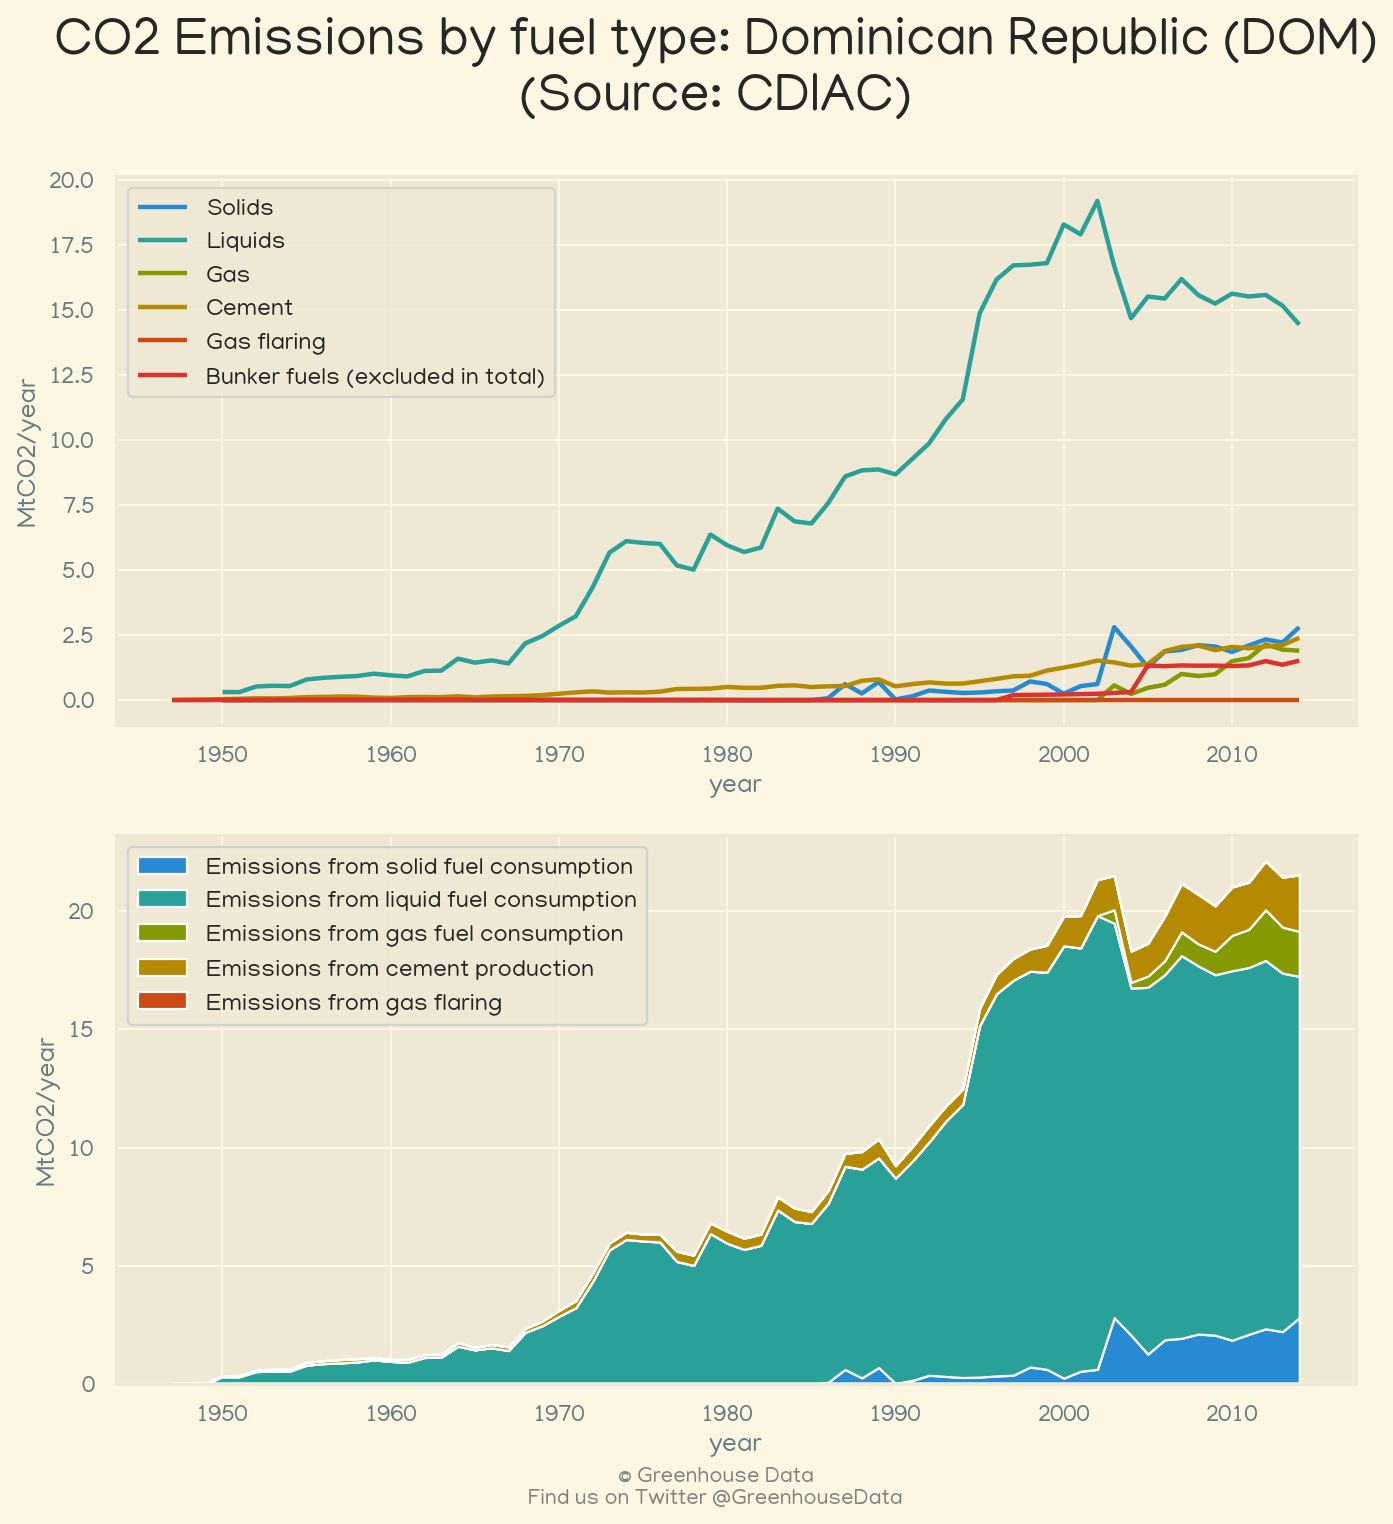 CO2 Emissions by fuel type: Dominican Republic (DOM)
(Source: CDIAC)
20.0
17.5
15.0
12.5
10.0
7.5
5.0
2.5
0.0
MtCO2/year
Solids
Liquids
Gas
Cement
Gas flaring
Bunker fuels (excluded in total)
1950 1960 1970 1980 1990 2000 2010
year
20
15
10
5
0
MtCO2/year
Emissions from solid fuel consumption
Emissions from liquid fuel consumption
Emissions from gas fuel consumption
Emissions from cement production
Emissions from gas flaring
1950 1960 1970 1980 1990 2000 2010
year
© Greenhouse Data
Find us on Twitter @GreenhouseData